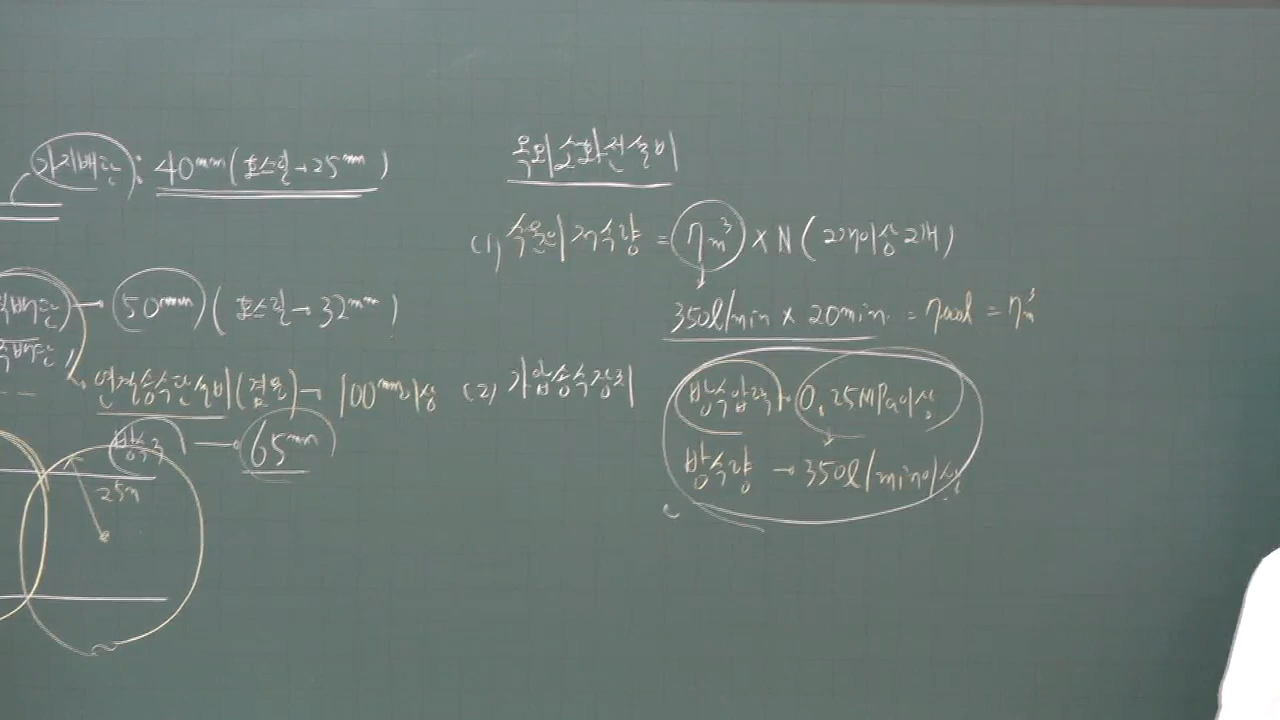 가지배관: 40mm(호스릴→25mm)
배관 → 50mm(호스릴→32mm)
연결송수관설비(겸용)→100mm이상
방수구 → 65mm
25m
옥외소화전설비
(1) 수원의 저수량 = 7m³ × N (2개이상 2개)
350l/min × 20min = 7000l = 7m³
(2) 가압송수장치
방수압력→0.25MPa이상
방수량 → 350l/min이상